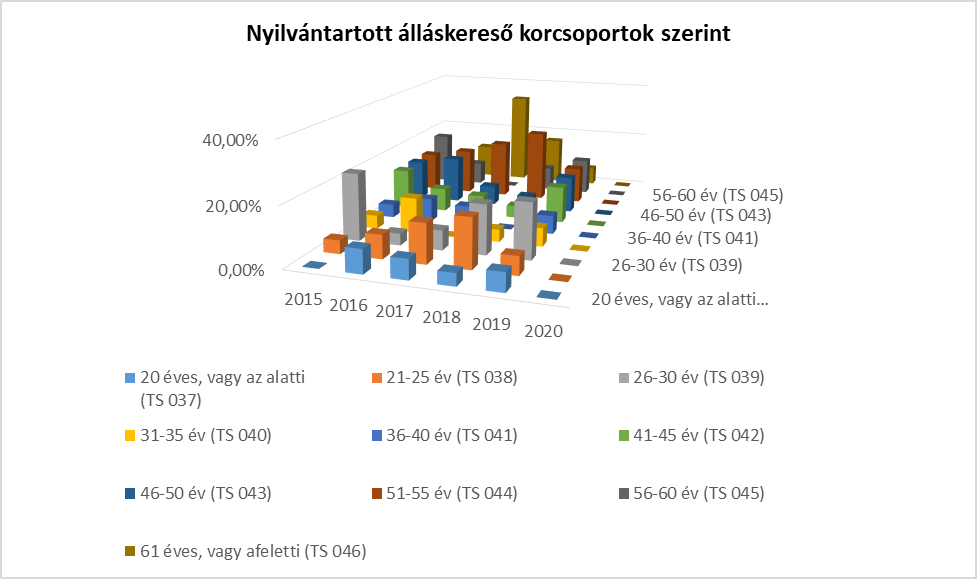 Nyilvántartott álláskereső korcsoportok szerint
40,00%
20,00%
0,00%
2015
2016
2017
2018
2019
2020
56-60 év (TS 045)
46-50 év (TS 043)
36-40 év (TS 041)
26-30 év (TS 039)
20 éves, vagy az alatti...
20 éves, vagy az alatti
(TS 037)
21-25 év (TS 038)
26-30 év (TS 039)
31-35 év (TS 040)
36-40 év (TS 041)
41-45 év (TS 042)
46-50 év (TS 043)
51-55 év (TS 044)
56-60 év (TS 045)
61 éves, vagy afeletti (TS 046)